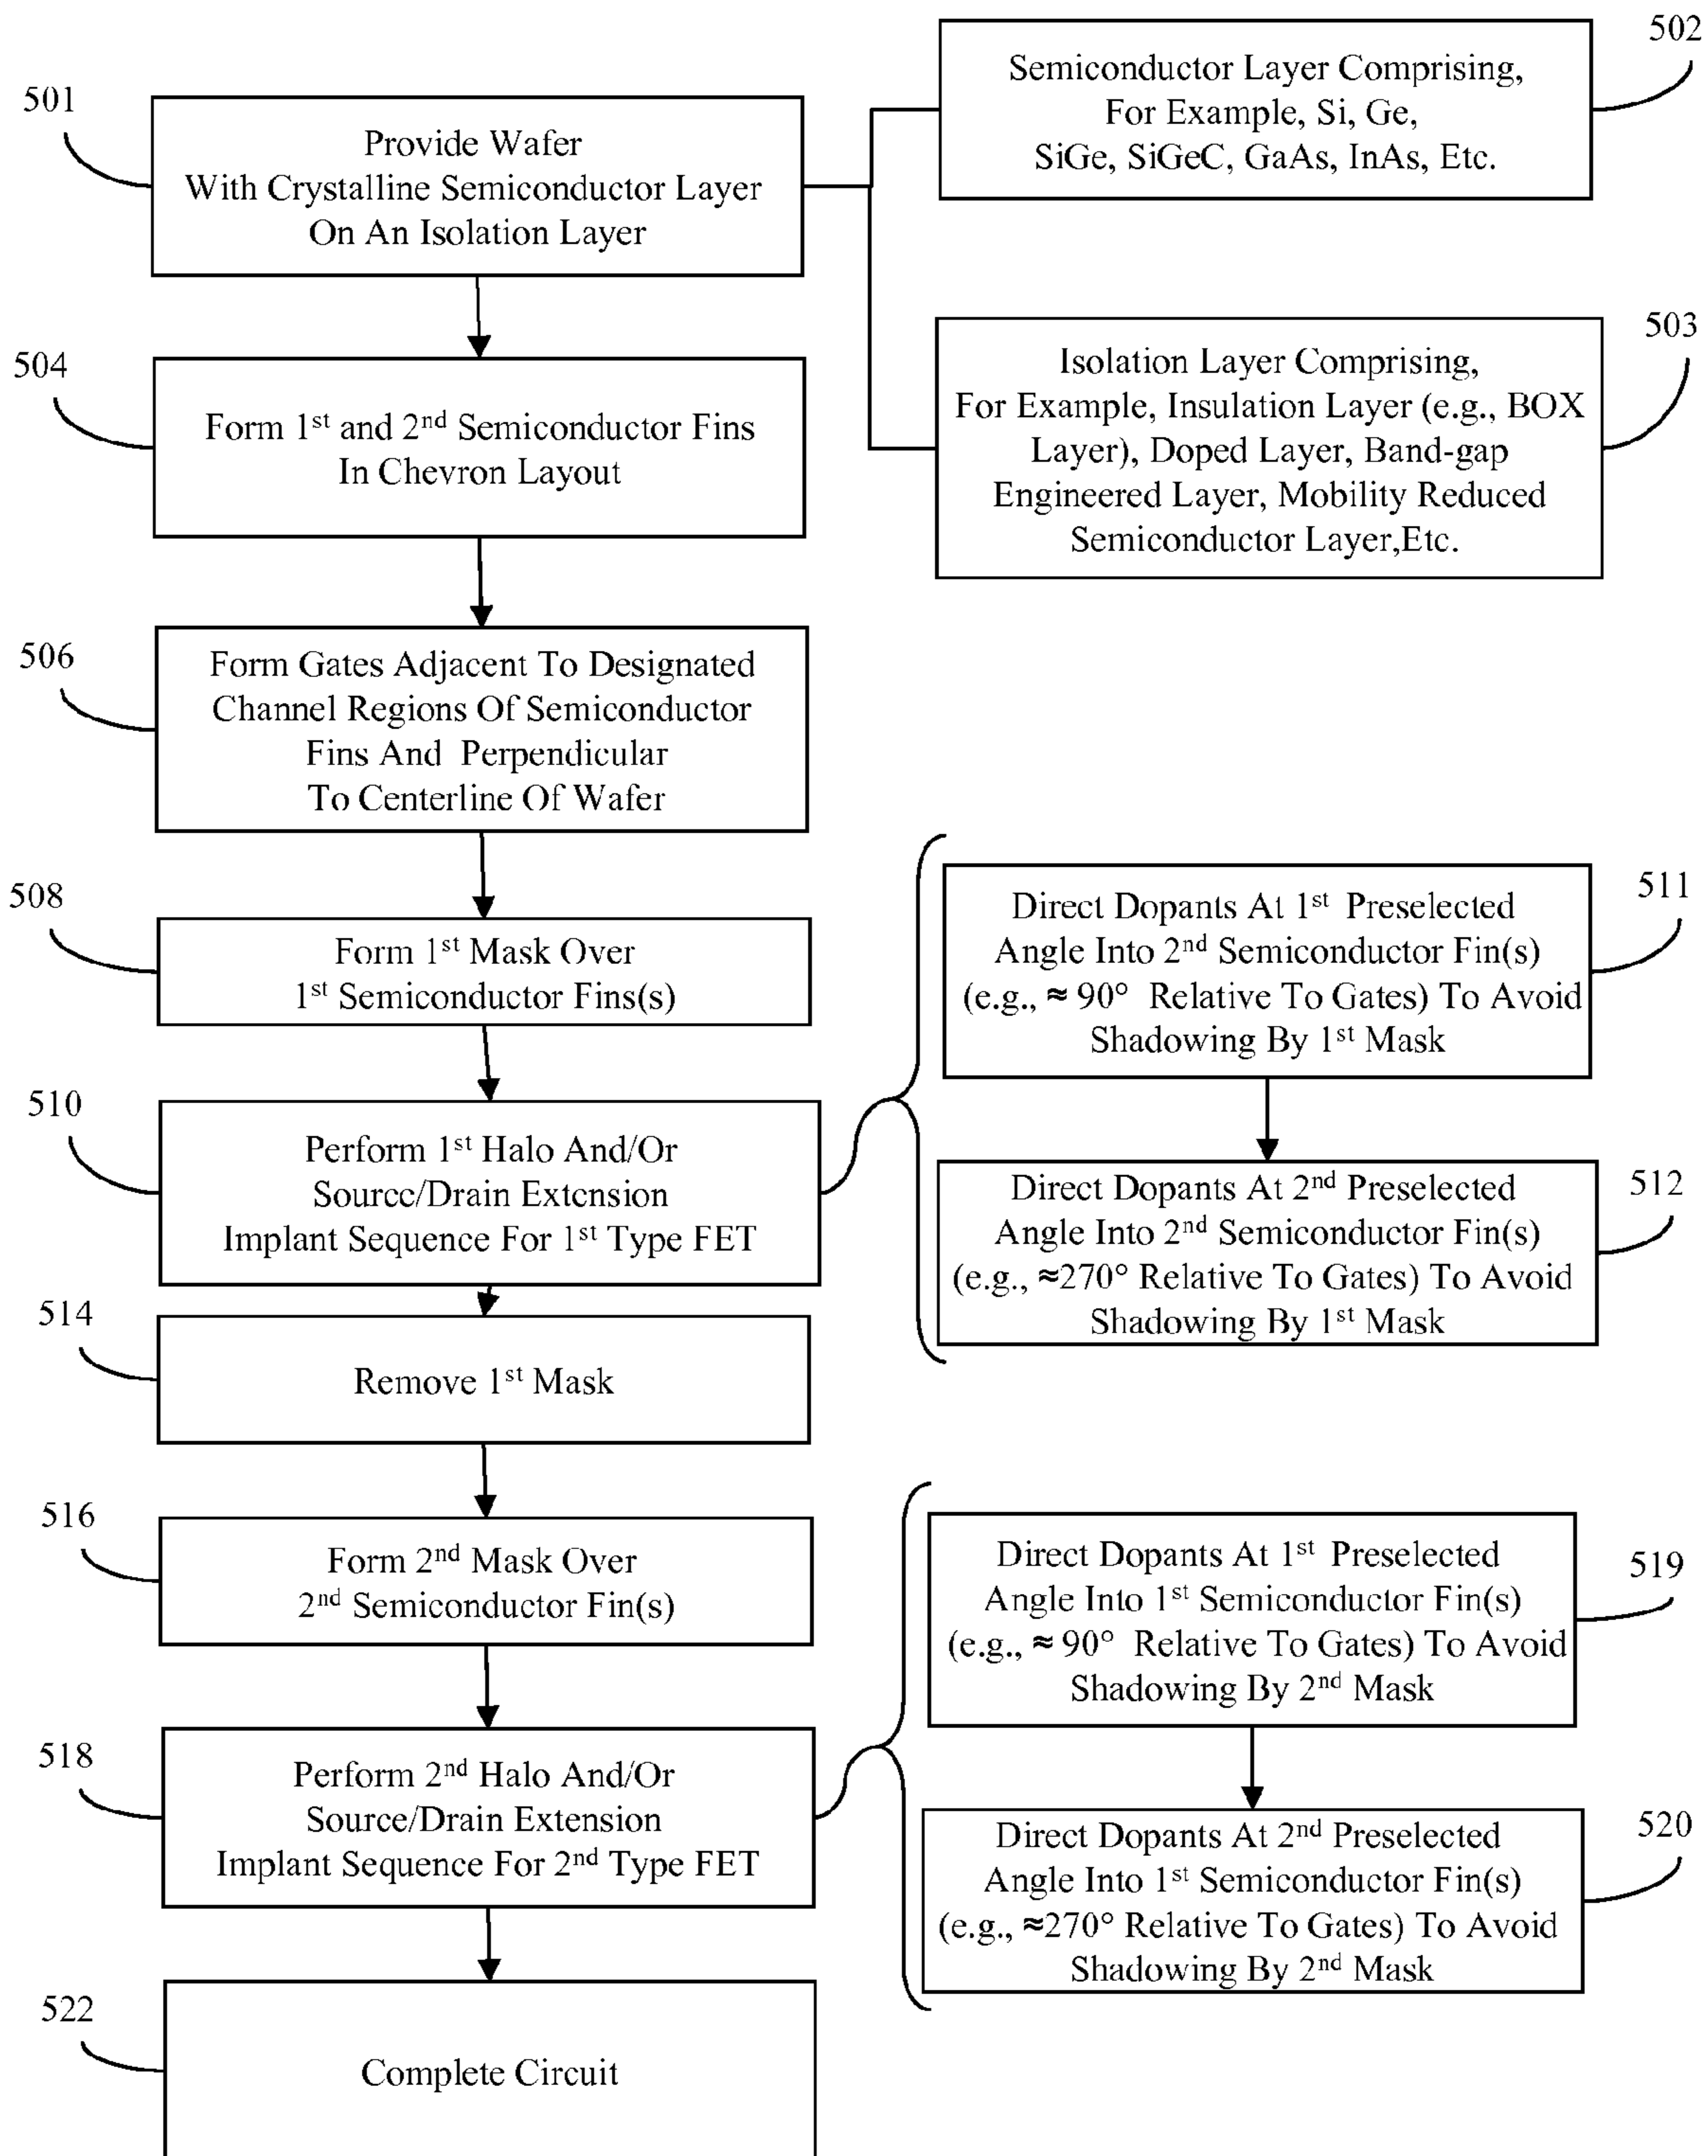 501
Provide Wafer
With Crystalline Semiconductor Layer
On An Isolation Layer
502
Semiconductor Layer Comprising,
For Example, Si, Ge,
SiGe, SiGeC, GaAs, InAs, Etc.
503
Isolation Layer Comprising,
For Example, Insulation Layer (e.g., BOX
Layer), Doped Layer, Band-gap
Engineered Layer, Mobility Reduced
Semiconductor Layer,Etc.
504
Form 1st and 2nd Semiconductor Fins
In Chevron Layout
506
Form Gates Adjacent To Designated
Channel Regions Of Semiconductor
Fins And Perpendicular
To Centerline Of Wafer
508
Form 1st Mask Over
1st Semiconductor Fins(s)
510
Perform 1st Halo And/Or
Source/Drain Extension
Implant Sequence For 1st Type FET
511
Direct Dopants At 1st Preselected
Angle Into 2nd Semiconductor Fin(s)
(e.g., ≈ 90° Relative To Gates) To Avoid
Shadowing By 1st Mask
512
Direct Dopants At 2nd Preselected
Angle Into 2nd Semiconductor Fin(s)
(e.g., ≈270° Relative To Gates) To Avoid
Shadowing By 1st Mask
514
Remove 1st Mask
516
Form 2nd Mask Over
2nd Semiconductor Fin(s)
518
Perform 2nd Halo And/Or
Source/Drain Extension
Implant Sequence For 2nd Type FET
519
Direct Dopants At 1st Preselected
Angle Into 1st Semiconductor Fin(s)
(e.g., ≈ 90° Relative To Gates) To Avoid
Shadowing By 2nd Mask
520
Direct Dopants At 2nd Preselected
Angle Into 1st Semiconductor Fin(s)
(e.g., ≈270° Relative To Gates) To Avoid
Shadowing By 2nd Mask
522
Complete Circuit